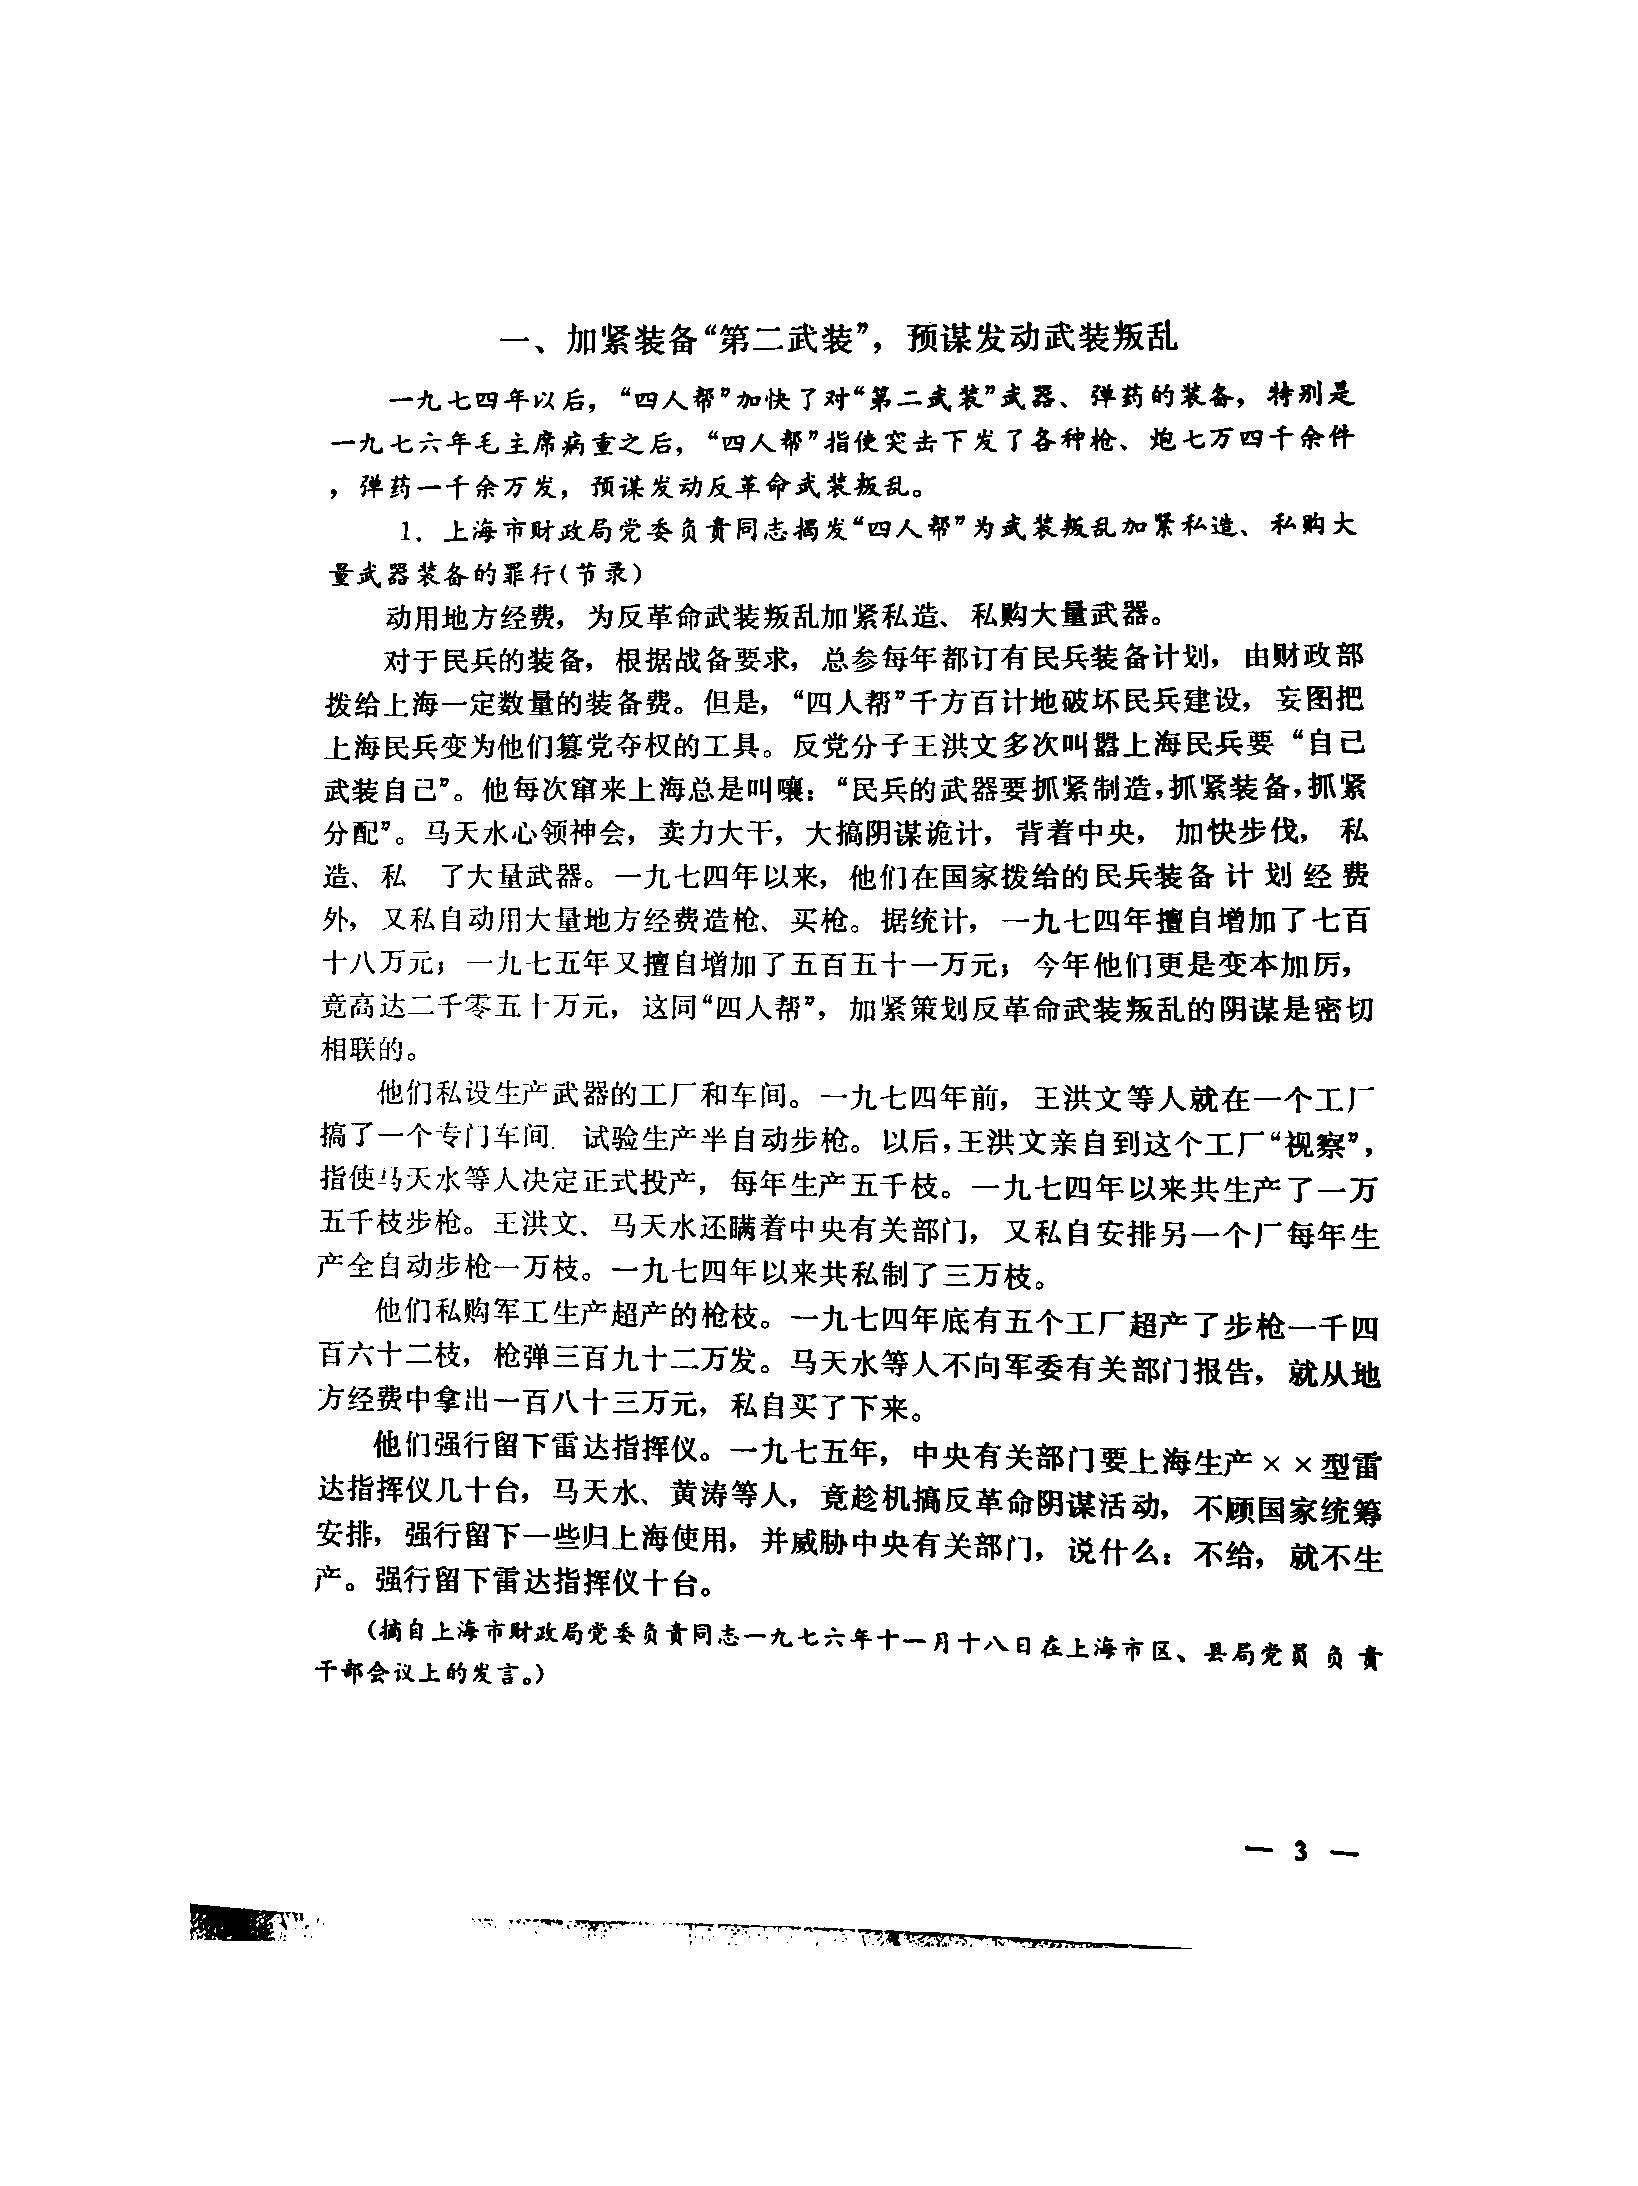 一、加紧装备“第二武装”，预谋发动武装叛乱
一九七四年以后，“四人帮”加快了对“第二武装”武器、弹药的装备，特别是
一九七六年毛主席病重之后，“四人帮”指使突击下发了各种枪、炮七万四千余件
，弹药一千余万发，预谋发动反革命武装叛乱。
1．上海市财政局党委负责同志揭发“四人帮”为武装叛乱加紧私造、私购大
量武器装备的罪行（节录）
动用地方经费，为反革命武装叛乱加紧私造、私购大量武器。
对于民兵的装备，根据战备要求，总参每年都订有民兵装备计划，由财政部
拨给上海一定数量的装备费。但是，“四人帮”千方百计地破坏民兵建设，妄图把
上海民兵变为他们篡党夺权的工具。反党分子王洪文多次叫嚣上海民兵要“自己
武装自己”。他每次窜来上海总是叫嚷：“民兵的武器要抓紧制造，抓紧装备，抓紧
分配”。马天水心领神会，卖力大干，大搞阴谋诡计，背着中央，加快步伐，私
造、私 了大量武器。一九七四年以来，他们在国家拨给的民兵装备计划经费
外，又私自动用大量地方经费造枪、买枪。据统计，一九七四年擅自增加了七百
十八万元；一九七五年又擅自增加了五百五十一万元；今年他们更是变本加厉，
竟高达二千零五十万元，这同“四人帮”，加紧策划反革命武装叛乱的阴谋是密切
相联的。
他们私设生产武器的工厂和车间。一九七四年前，王洪文等人就在一个工厂
搞了一个专门车间．试验生产半自动步枪。以后，王洪文亲自到这个工厂“视察”，
指使马天水等人决定正式投产，每年生产五千枝。一九七四年以来共生产了一万
五千枝步枪。王洪文、马天水还瞒着中央有关部门，又私自安排另一个厂每年生
产全自动步枪一万枝。一九七四年以来共私制了三万枝。
他们私购军工生产超产的枪枝。一九七四年底有五个工厂超产了步枪一千四
百六十二枝，枪弹三百九十二万发。马天水等人不向军委有关部门报告，就从地
方经费中拿出一百八十三万元，私自买了下来。
他们强行留下雷达指挥仪。一九七五年，中央有关部门要上海生产××型雷
达指挥仪几十台，马天水、黄涛等人，竟趁机搞反革命阴谋活动，不顾国家统筹
安排，强行留下一些归上海使用，并威胁中央有关部门，说什么：不给，就不生
产。强行留下雷达指挥仪十台。
（摘自上海市财政局党委负责同志一九七六年十一月十八日在上海市区、县局党员负责
干部会议上的发言。）
— 3 —